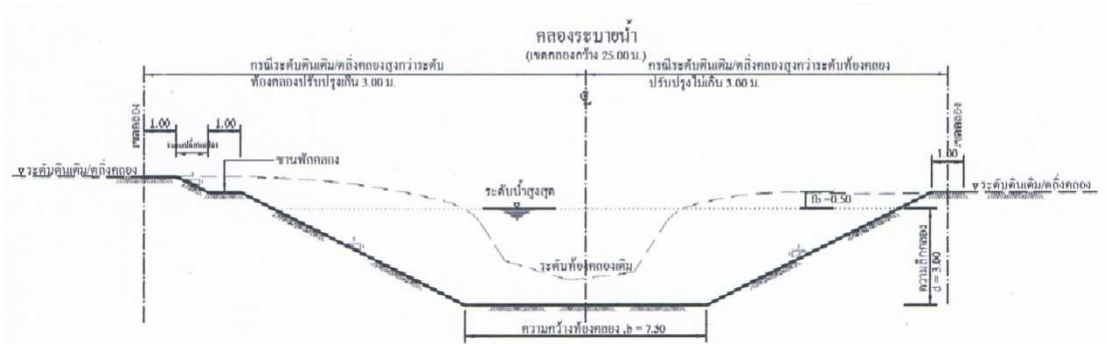 คลองระบายน้ำ
(เขตคลองกว้าง 25.00 ม.)
กรณีระดับดินเดิม/ตลิ่งคลองสูงกว่าระดับ
ท้องคลองปรับปรุงเกิน 3.00 ม.
กรณีระดับดินเดิม/ตลิ่งคลองสูงกว่าระดับท้องคลอง
ปรับปรุงไม่เกิน 3.00 ม.
เขตคลอง
1.00
1.00
เขตคลอง
1.00
ชานพักคลอง
ระดับดินเดิม/ตลิ่งคลอง
ระดับน้ำสูงสุด
fb =0.50
ระดับดินเดิม/ตลิ่งคลอง
ระดับท้องคลองเดิม
ความลึกคลอง
d = 3.00
ความกว้างท้องคลอง ,b = 7.50